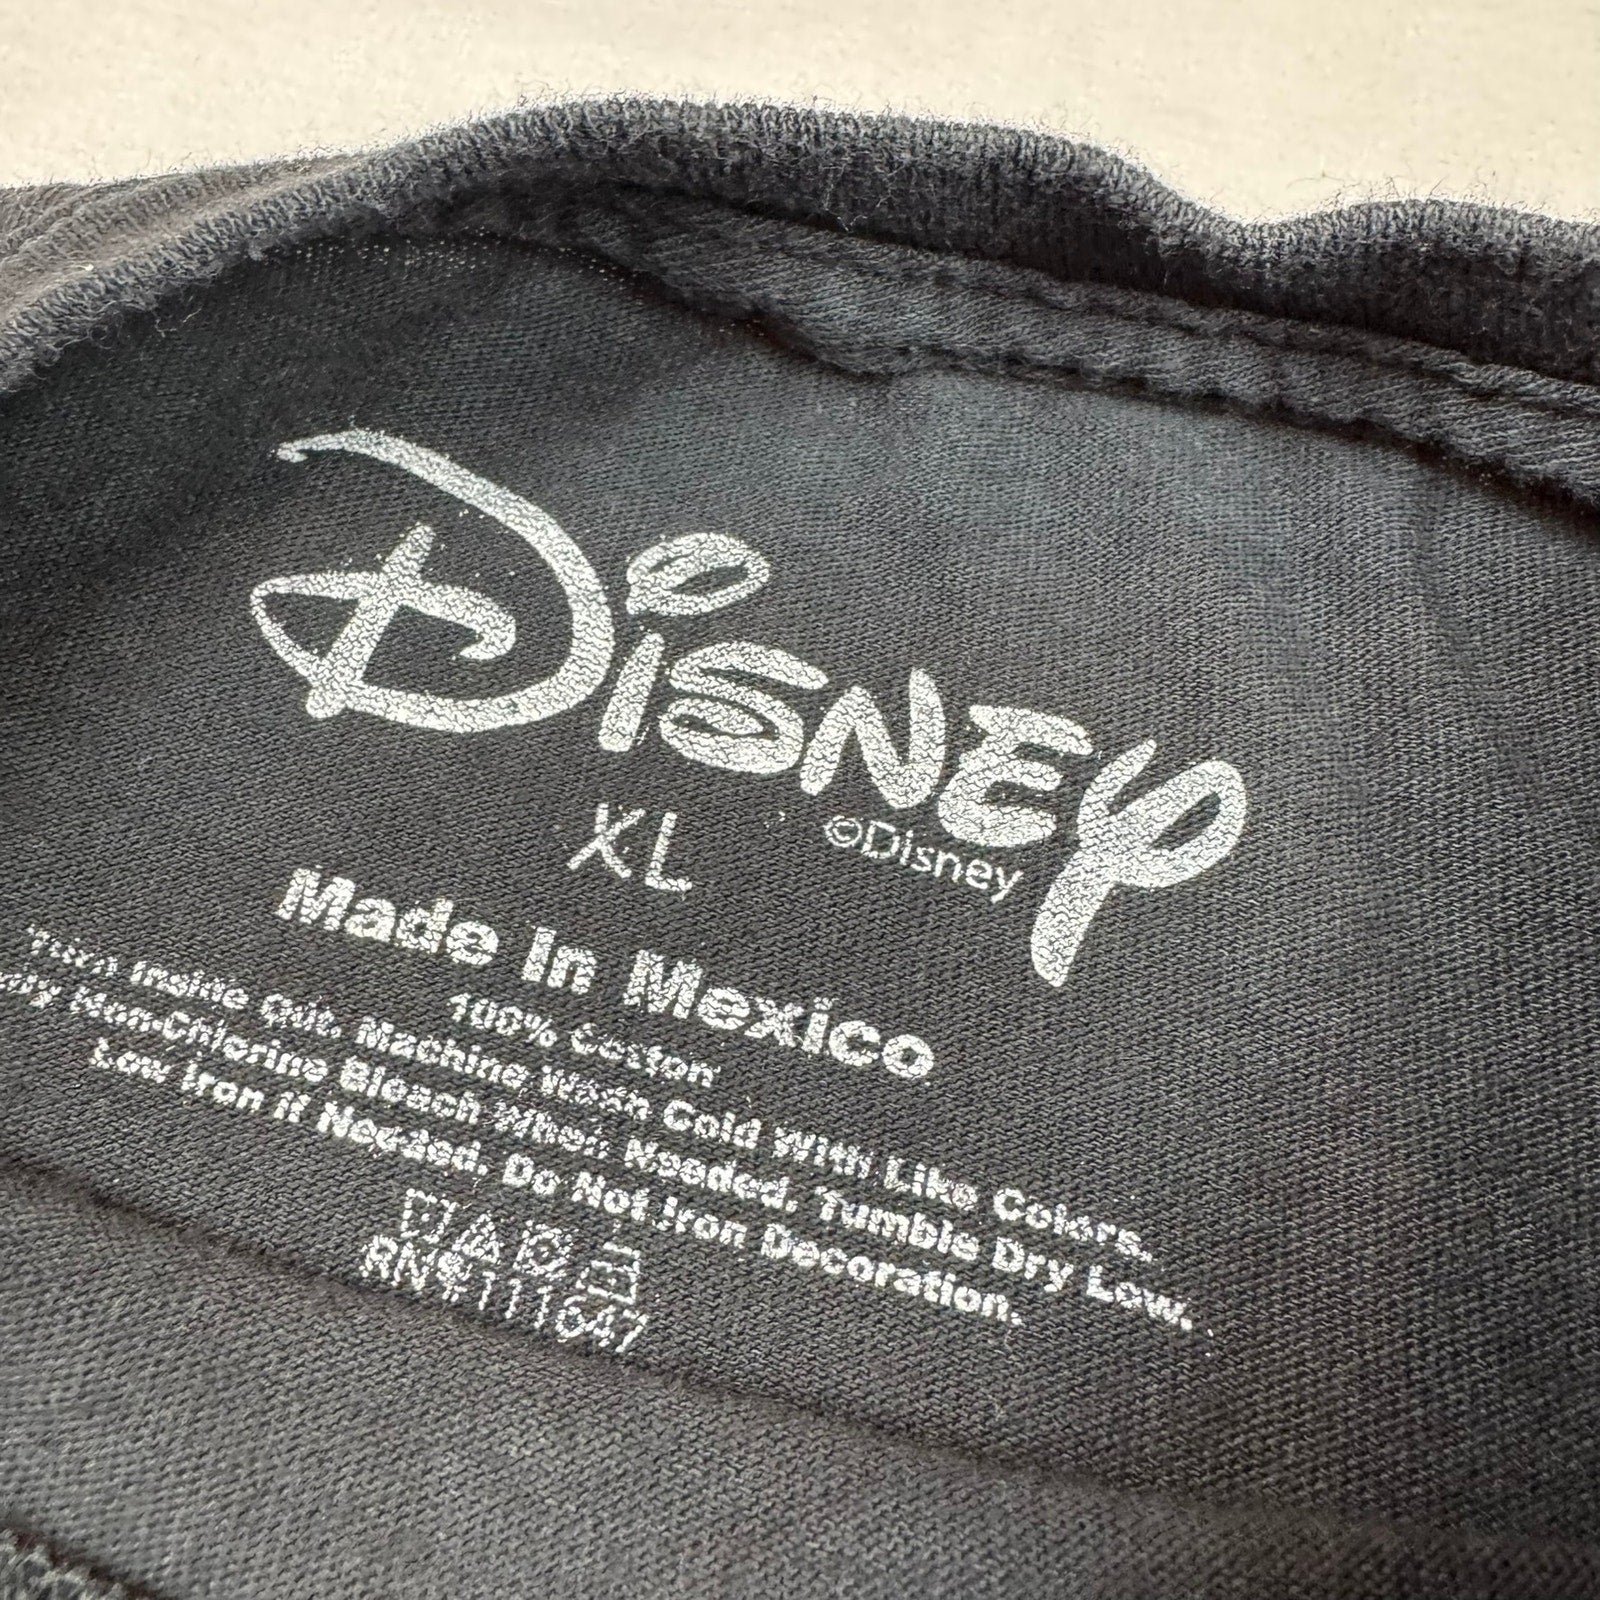 Disney
©Disney
XL
Made In Mexico
100% Cotton
Turn Inside Out. Machine Wash Cold With Like Colors.
Only Non-Chlorine Bleach When Needed. Tumble Dry Low.
Low Iron If Needed. Do Not Iron Decoration.
RN#111647